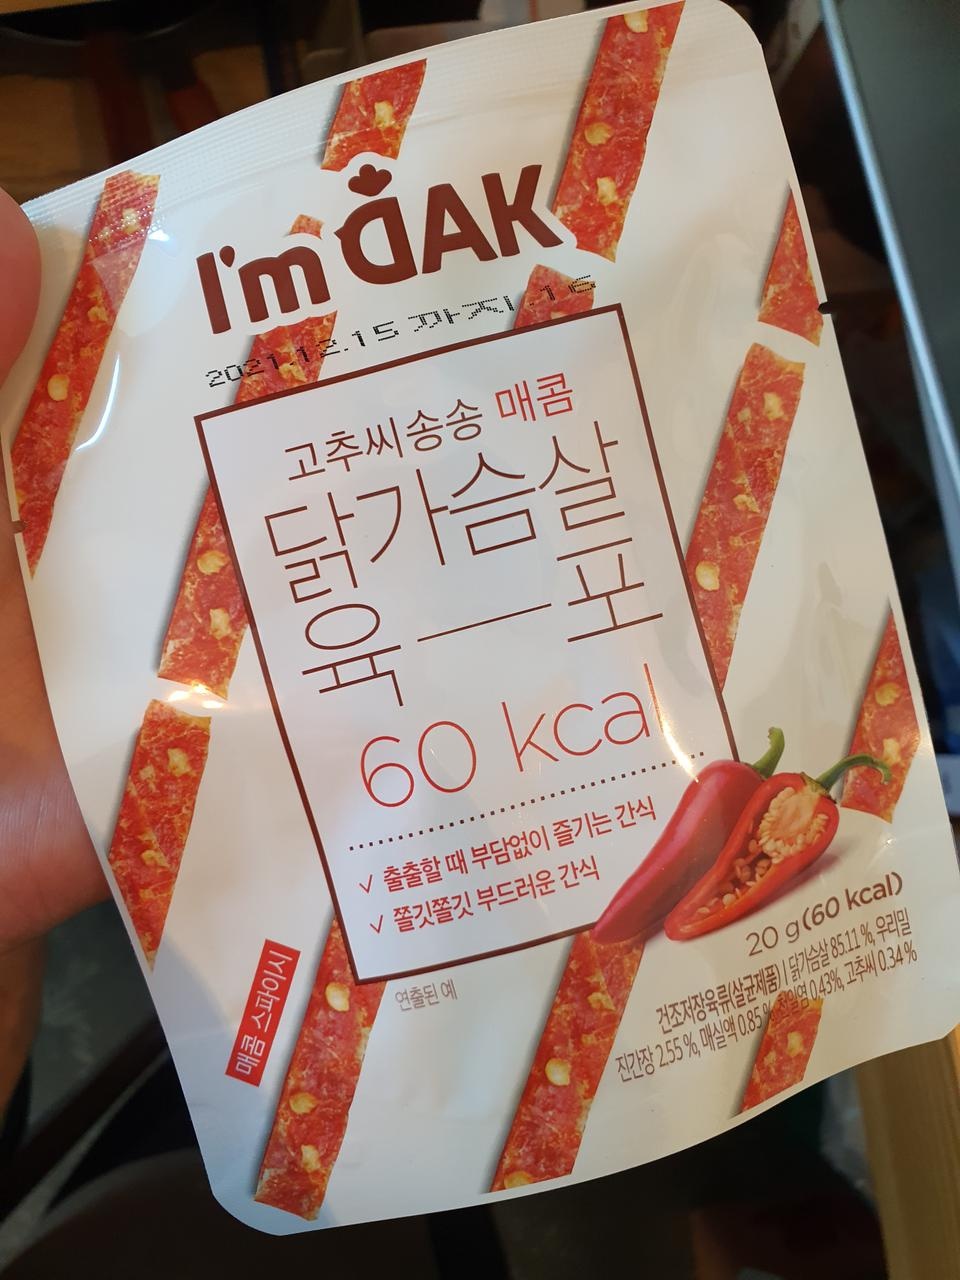 I'm DAK
2021.12.15 까지.16
고추씨송송 매콤
닭가슴살
육—포
60 kcal
✓ 출출할 때 부담없이 즐기는 간식
✓ 쫄깃쫄깃 부드러운 간식
20 g(60 kcal)
건조저장육류(살균제품) | 닭가슴살 85.11 %, 우리밀
진간장 2.55 %, 매실액 0.85 %, 천일염 0.43%, 고추씨 0.34 %
연출된 예
매콤 스파이시